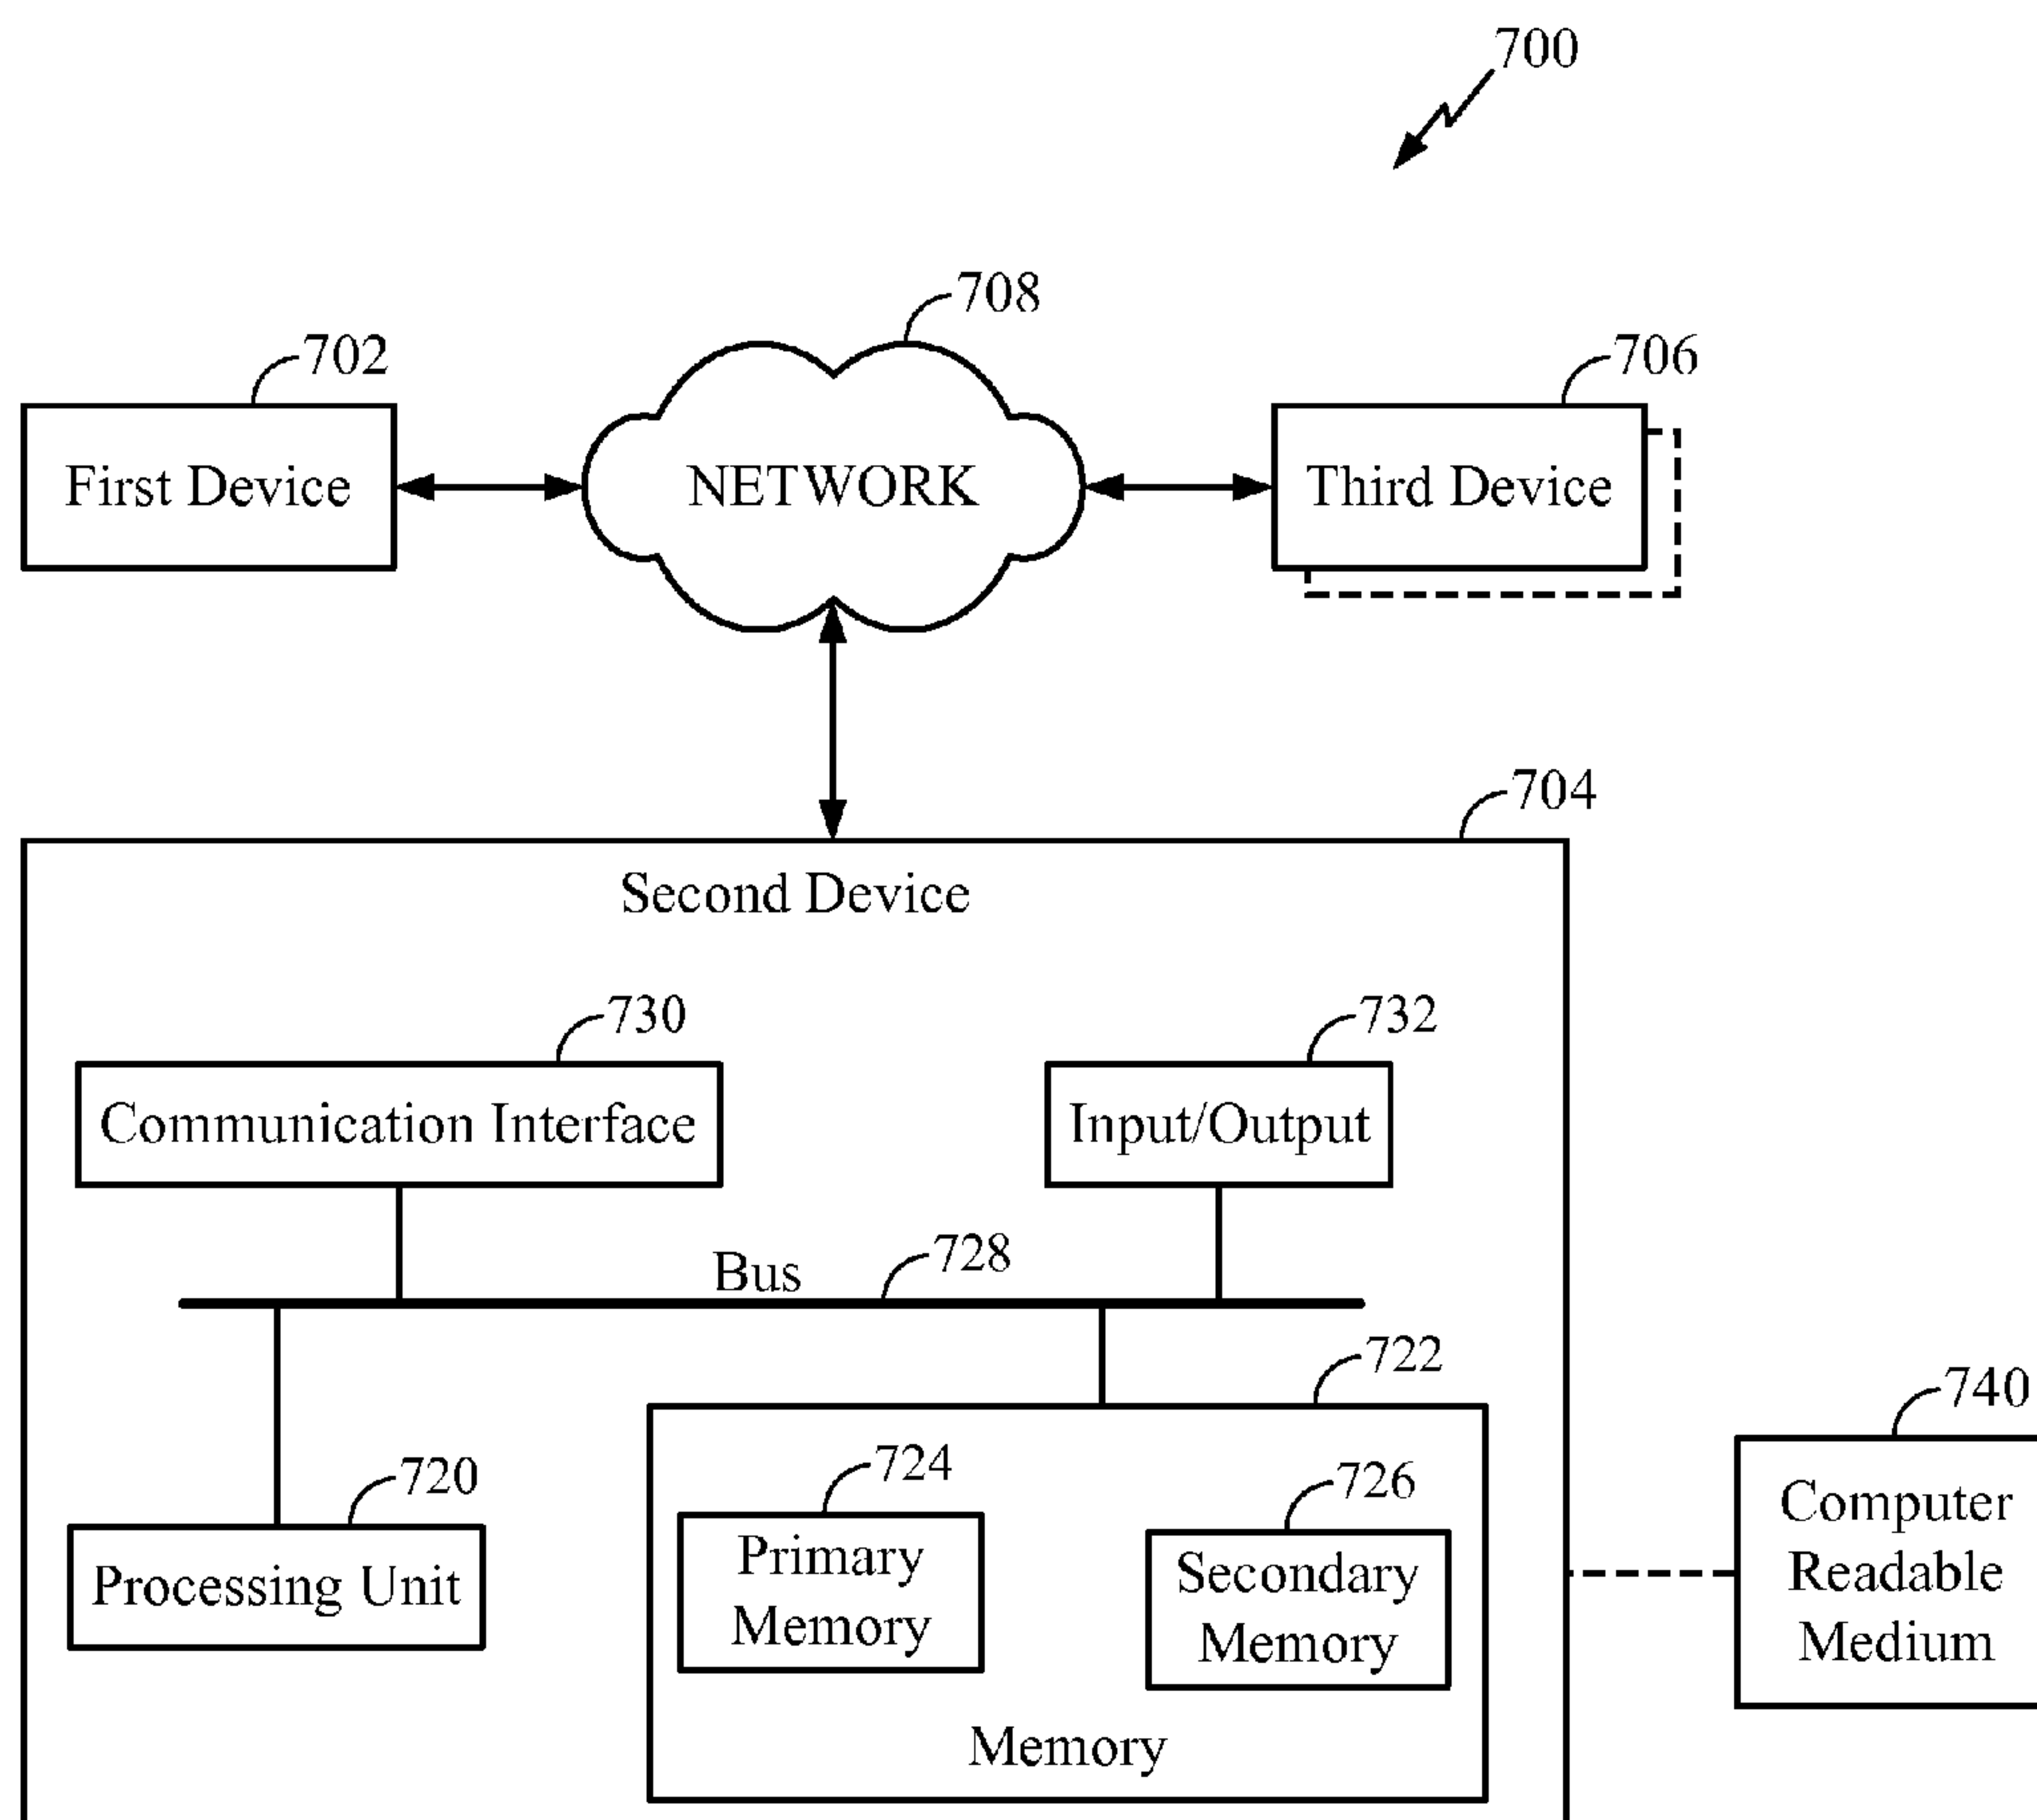 700
708
702
706
First Device
NETWORK
Third Device
704
Second Device
730
732
Communication Interface
Input/Output
Bus
728
722
740
724
726
720
Primary
Memory
Secondary
Memory
Processing Unit
Computer
Readable
Medium
Memory